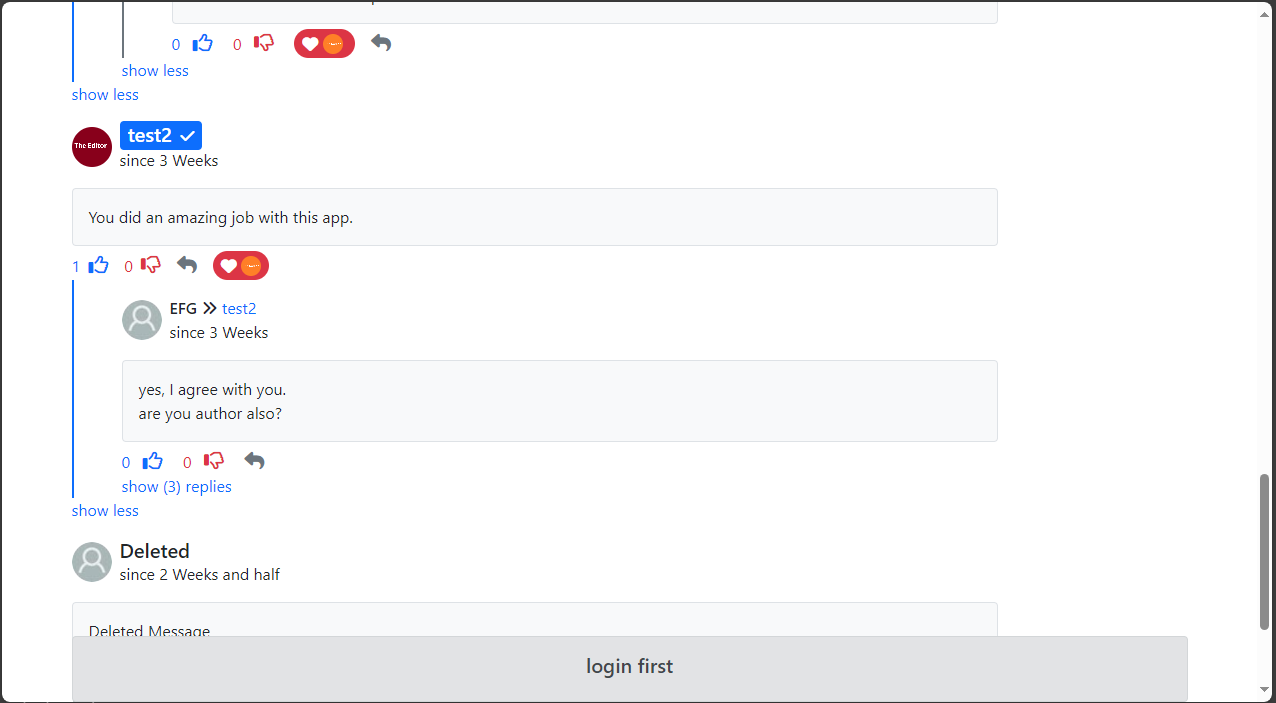 0 0
show less
show less
The Editor
test2
since 3 Weeks
You did an amazing job with this app.
1 0
EFG test2
since 3 Weeks
yes, I agree with you.
are you author also?
0 0
show (3) replies
show less
Deleted
since 2 Weeks and half
Deleted Message
login first